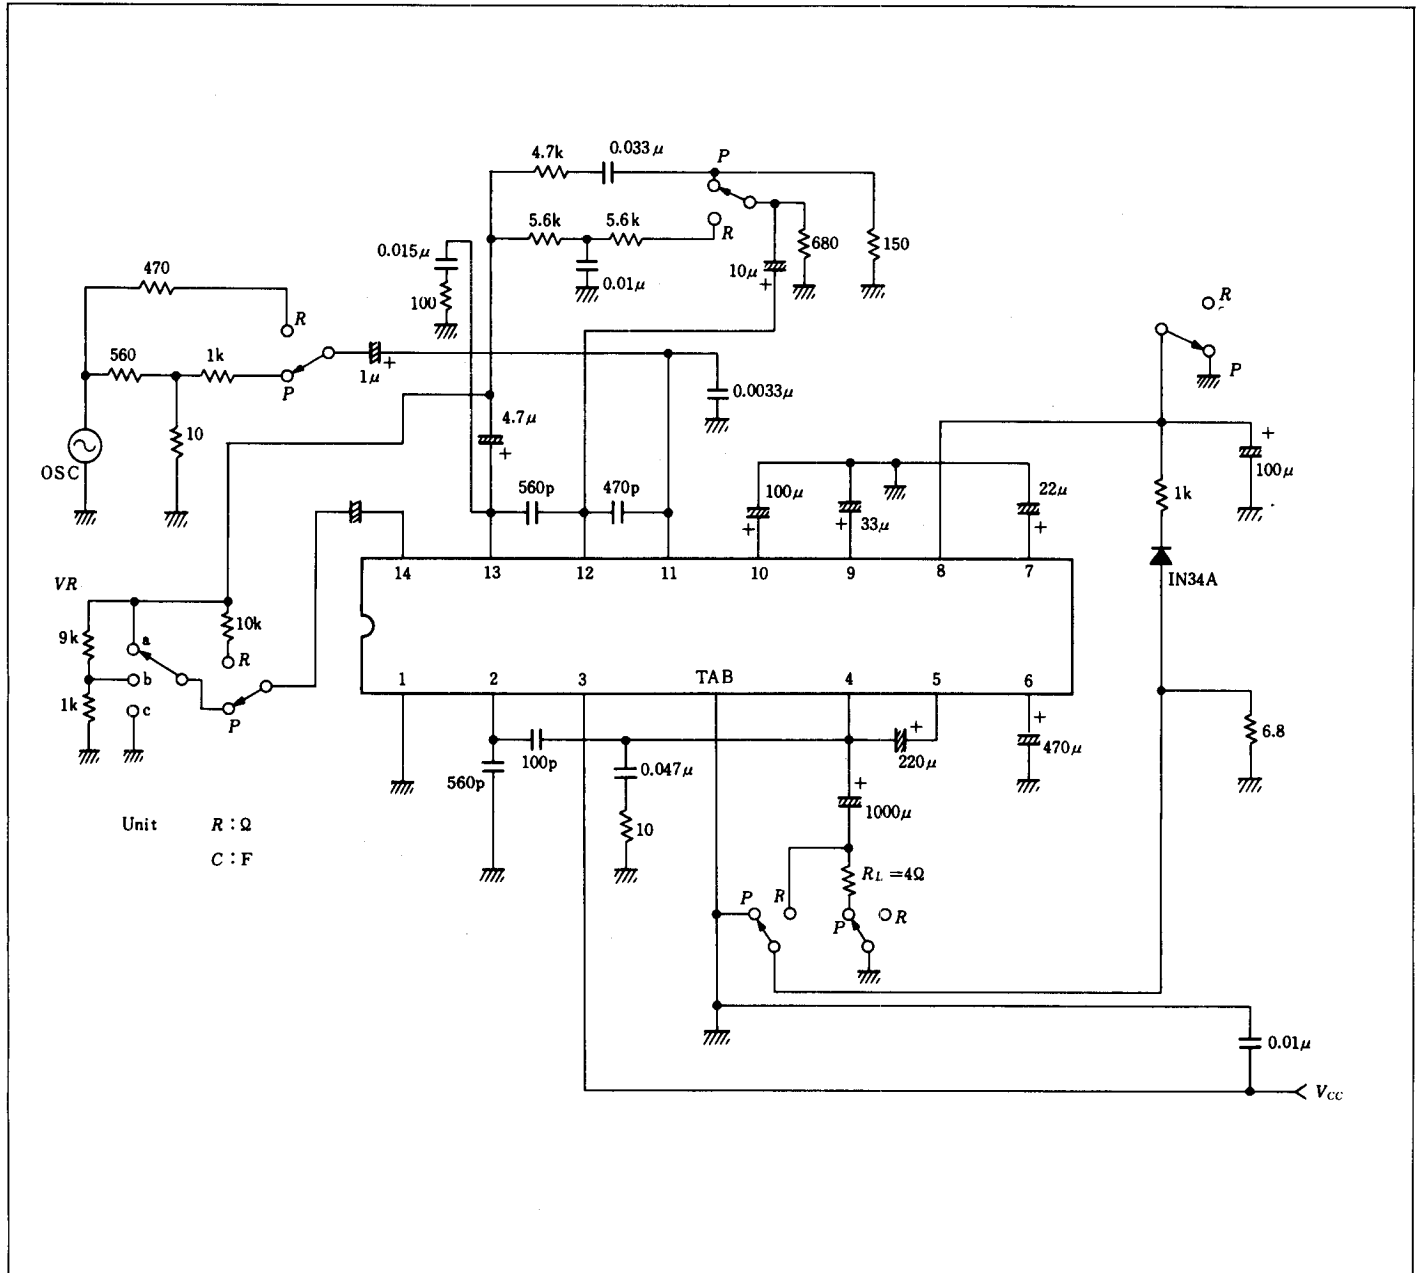 4.7k
0.033μ
P
5.6k
5.6k
R
0.015μ
680
150
10μ
+
0.01μ
100
470
R
R
560
1k
P
1μ
+
P
0.0033μ
4.7μ
+
10
OSC
100μ
+
560p
470p
100μ
22μ
1k
+
33μ
+
+
14
13
12
11
10
9
8
7
IN34A
VR
9k
a
10k
R
b
1k
c
P
1
2
3
TAB
4
5
6
+
+
6.8
100p
0.047μ
220μ
470μ
560p
+
1000μ
Unit
R : Ω
10
C : F
RL =4Ω
P
R
P
R
0.01μ
VCC